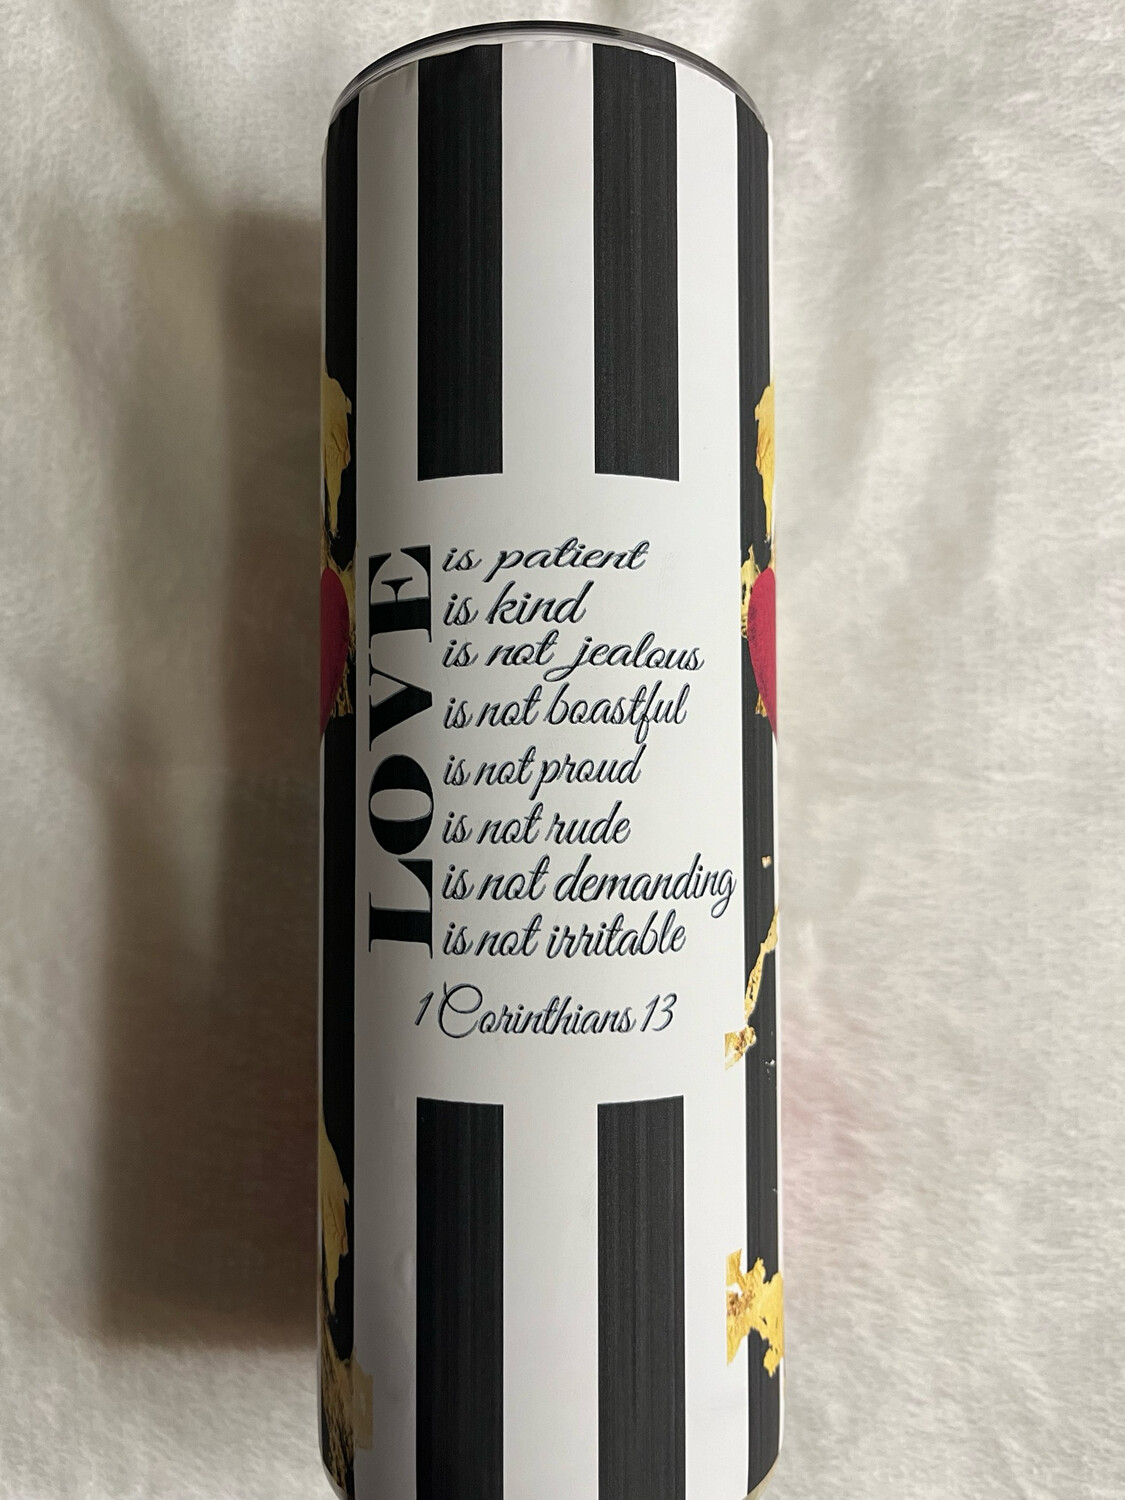 LOVE
is patient
is kind
is not jealous
is not boastful
is not proud
is not rude
is not demanding
is not irritable
1 Corinthians 13